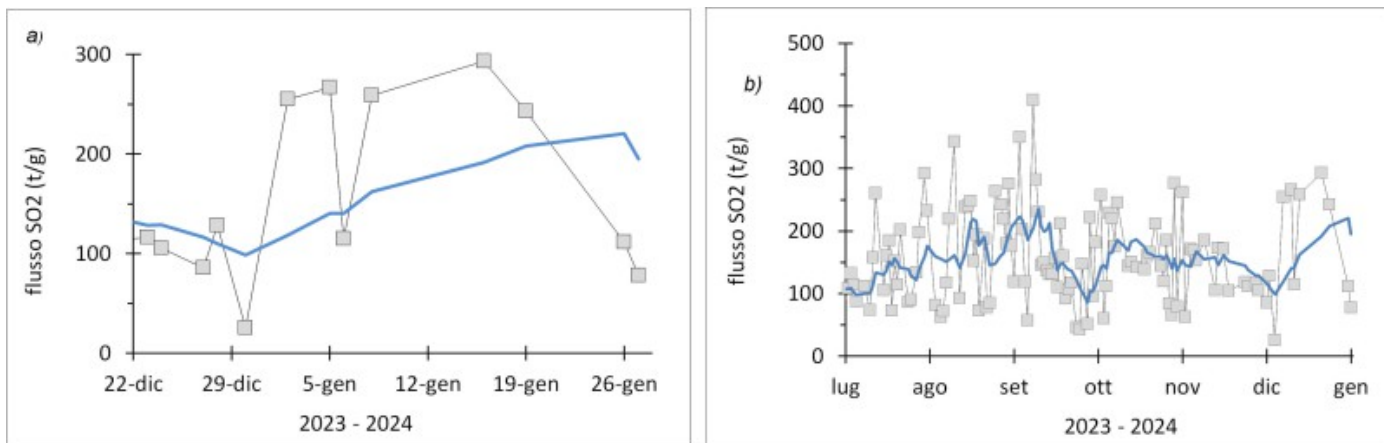 a)
flusso SO2 (t/g)
300
200
100
0
22-dic 29-dic 5-gen 12-gen 19-gen 26-gen
2023 - 2024
b)
flusso SO2 (t/g)
500
400
300
200
100
0
lug ago set ott nov dic gen
2023 - 2024